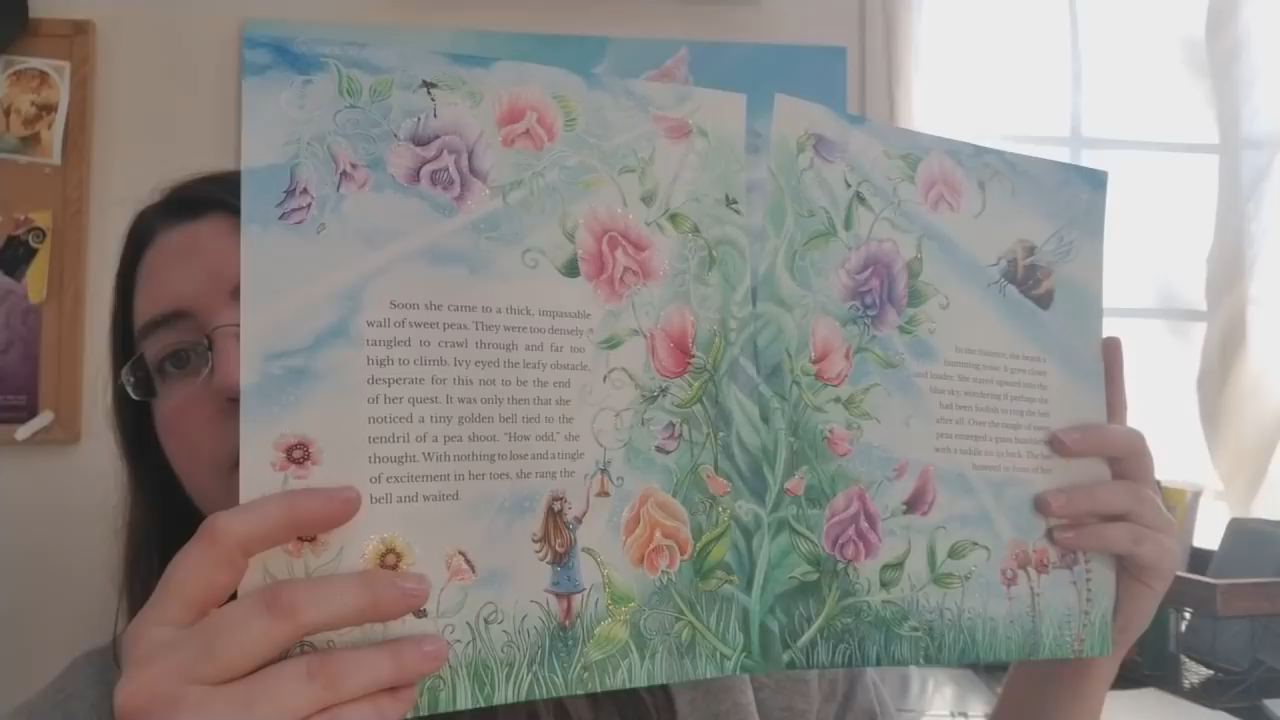 Soon she came to a thick, impassable
wall of sweet peas. They were too densely
tangled to crawl through and far too
high to climb. Ivy eyed the leafy obstacle,
desperate for this not to be the end
of her quest. It was only then that she
noticed a tiny golden bell tied to the
tendril of a pea shoot. "How odd," she
thought. With nothing to lose and a tingle
of excitement in her toes, she rang the
bell and waited.
In the distance, she heard a
humming noise. It grew closer
and louder. She stared upward into the
blue sky, wondering if perhaps she
had been foolish to ring the bell
after all. Over the tangle of sweet
peas emerged a giant bumblebee
with a saddle on its back. The bee
hovered in front of her